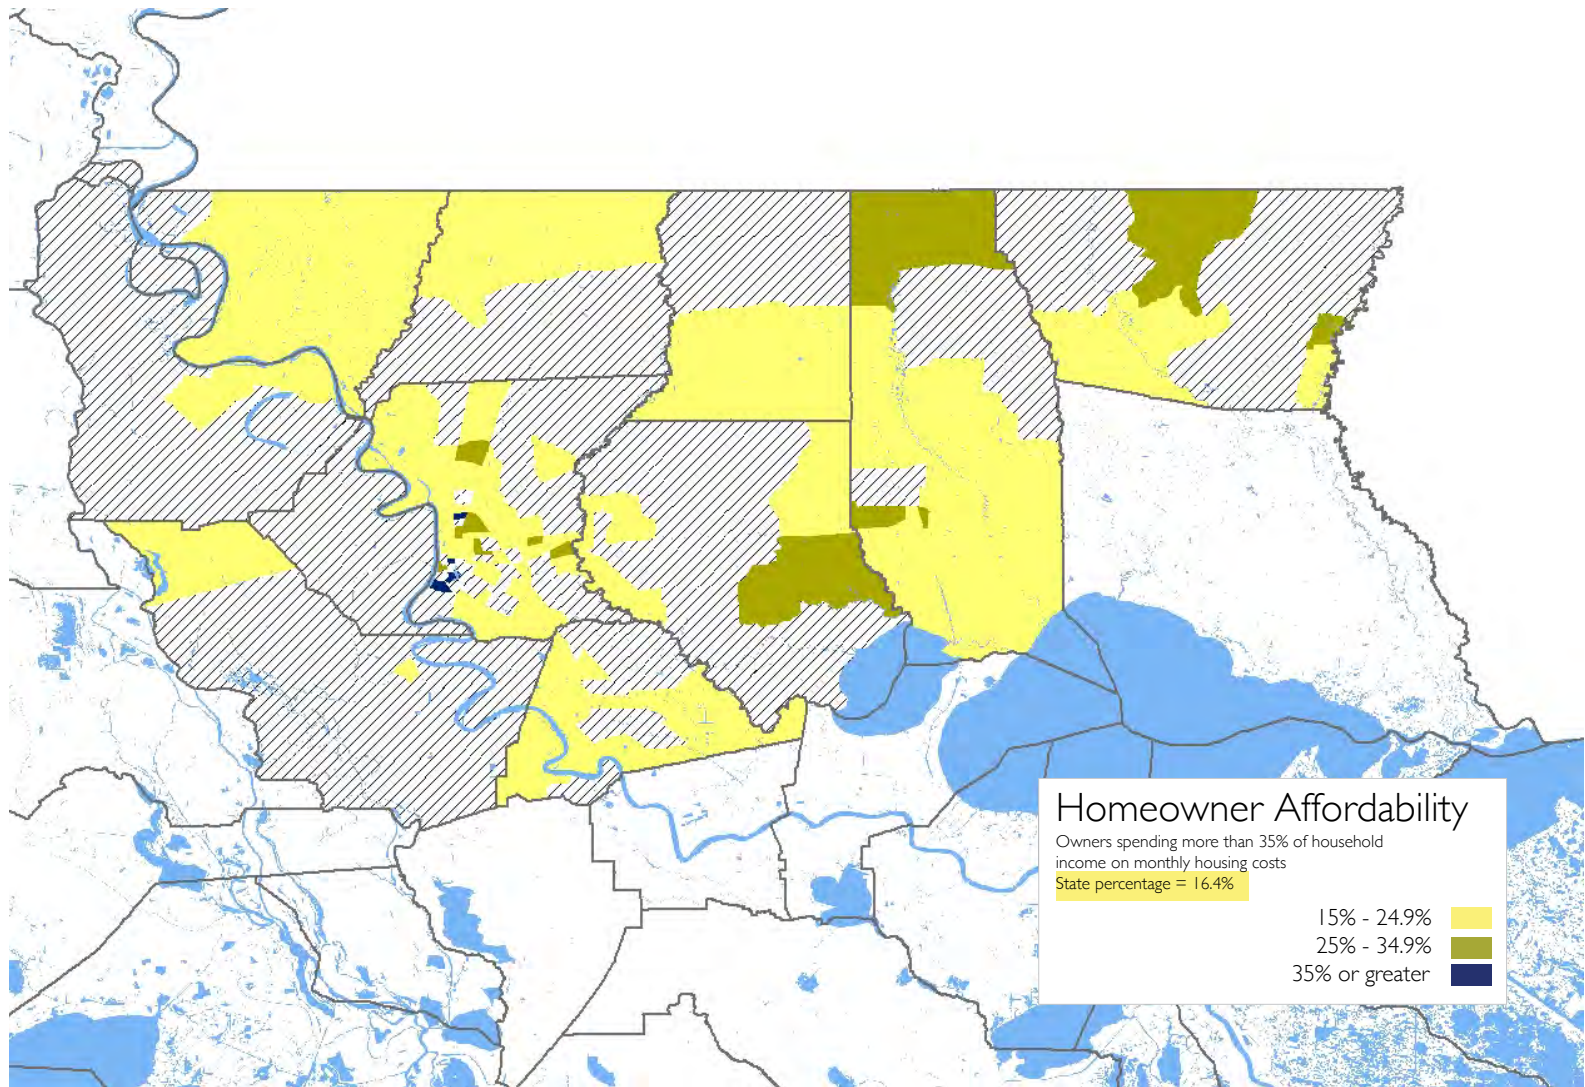 Homeowner Affordability
Owners spending more than 35% of household
income on monthly housing costs
State percentage = 16.4%
15% - 24.9%
25% - 34.9%
35% or greater